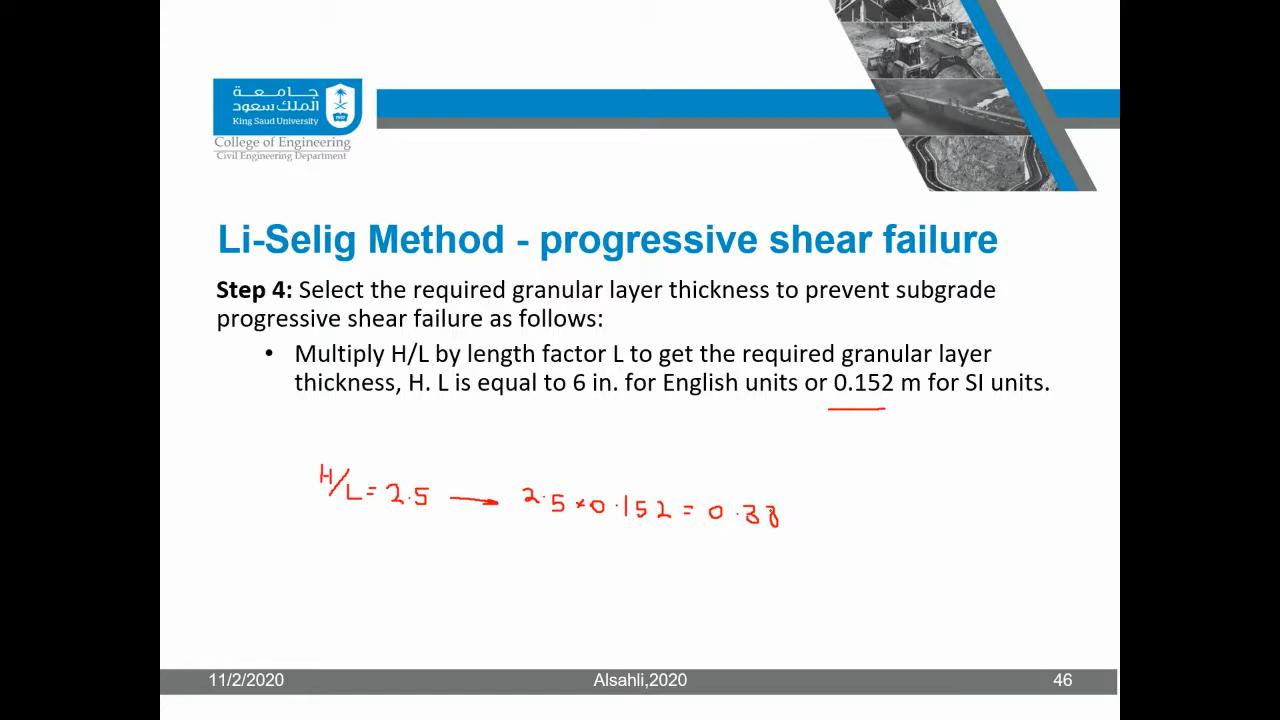 جامعة
الملك سعود
King Saud University
1957
College of Engineering
Civil Engineering Department
Li-Selig Method - progressive shear failure
Step 4: Select the required granular layer thickness to prevent subgrade
progressive shear failure as follows:
• Multiply H/L by length factor L to get the required granular layer
thickness, H. L is equal to 6 in. for English units or 0.152 m for SI units.
H/L = 2.5 → 2.5 × 0.152 = 0.38
11/2/2020
Alsahli,2020
46